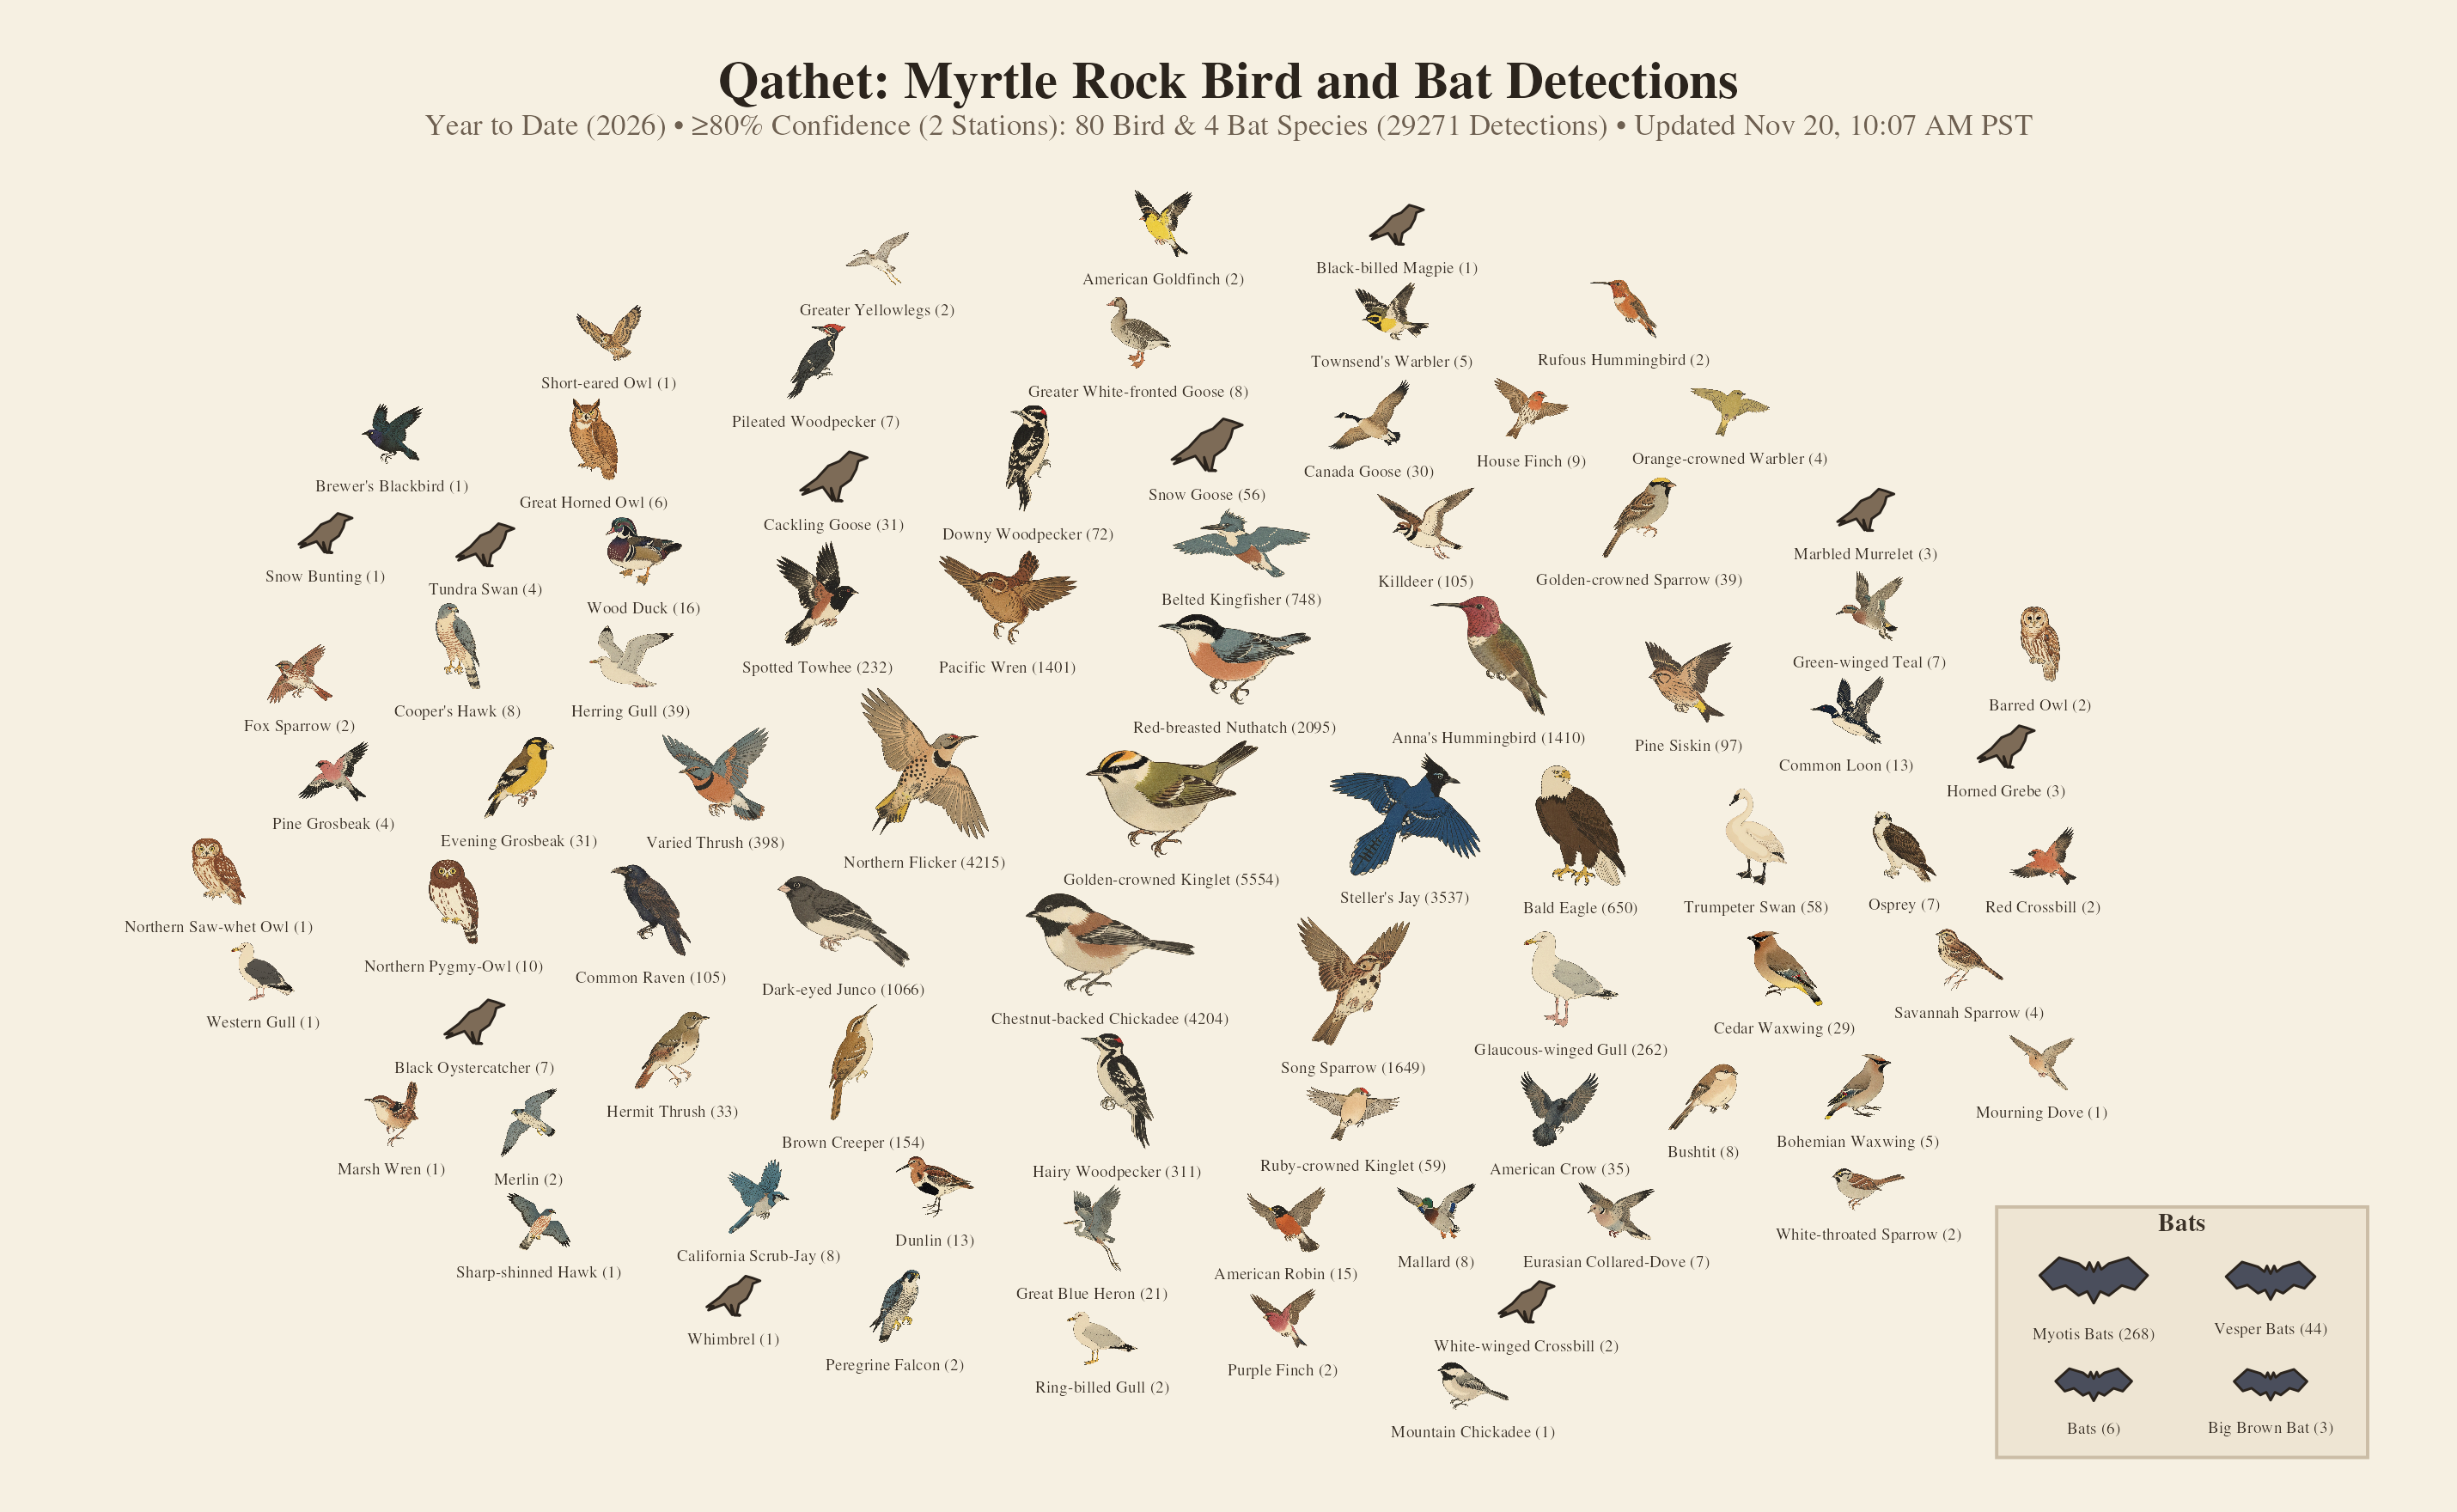 Qathet: Myrtle Rock Bird and Bat Detections
Year to Date (2026) • ≥80% Confidence (2 Stations): 80 Bird & 4 Bat Species (29271 Detections) • Updated Nov 20, 10:07 AM PST
American Goldfinch (2)
Black-billed Magpie (1)
Greater Yellowlegs (2)
Townsend's Warbler (5)
Rufous Hummingbird (2)
Short-eared Owl (1)
Greater White-fronted Goose (8)
Pileated Woodpecker (7)
Canada Goose (30)
House Finch (9)
Orange-crowned Warbler (4)
Brewer's Blackbird (1)
Great Horned Owl (6)
Snow Goose (56)
Cackling Goose (31)
Downy Woodpecker (72)
Marbled Murrelet (3)
Snow Bunting (1)
Tundra Swan (4)
Wood Duck (16)
Belted Kingfisher (748)
Killdeer (105)
Golden-crowned Sparrow (39)
Spotted Towhee (232)
Pacific Wren (1401)
Green-winged Teal (7)
Barred Owl (2)
Fox Sparrow (2)
Cooper's Hawk (8)
Herring Gull (39)
Red-breasted Nuthatch (2095)
Anna's Hummingbird (1410)
Pine Siskin (97)
Common Loon (13)
Horned Grebe (3)
Pine Grosbeak (4)
Evening Grosbeak (31)
Varied Thrush (398)
Northern Flicker (4215)
Golden-crowned Kinglet (5554)
Steller's Jay (3537)
Bald Eagle (650)
Trumpeter Swan (58)
Osprey (7)
Red Crossbill (2)
Northern Saw-whet Owl (1)
Northern Pygmy-Owl (10)
Common Raven (105)
Dark-eyed Junco (1066)
Western Gull (1)
Chestnut-backed Chickadee (4204)
Cedar Waxwing (29)
Savannah Sparrow (4)
Black Oystercatcher (7)
Song Sparrow (1649)
Glaucous-winged Gull (262)
Hermit Thrush (33)
Mourning Dove (1)
Brown Creeper (154)
Bushtit (8)
Bohemian Waxwing (5)
Marsh Wren (1)
Merlin (2)
Hairy Woodpecker (311)
Ruby-crowned Kinglet (59)
American Crow (35)
White-throated Sparrow (2)
Sharp-shinned Hawk (1)
California Scrub-Jay (8)
Dunlin (13)
Great Blue Heron (21)
American Robin (15)
Mallard (8)
Eurasian Collared-Dove (7)
Whimbrel (1)
Peregrine Falcon (2)
Ring-billed Gull (2)
Purple Finch (2)
White-winged Crossbill (2)
Mountain Chickadee (1)
Bats
Myotis Bats (268)
Vesper Bats (44)
Bats (6)
Big Brown Bat (3)